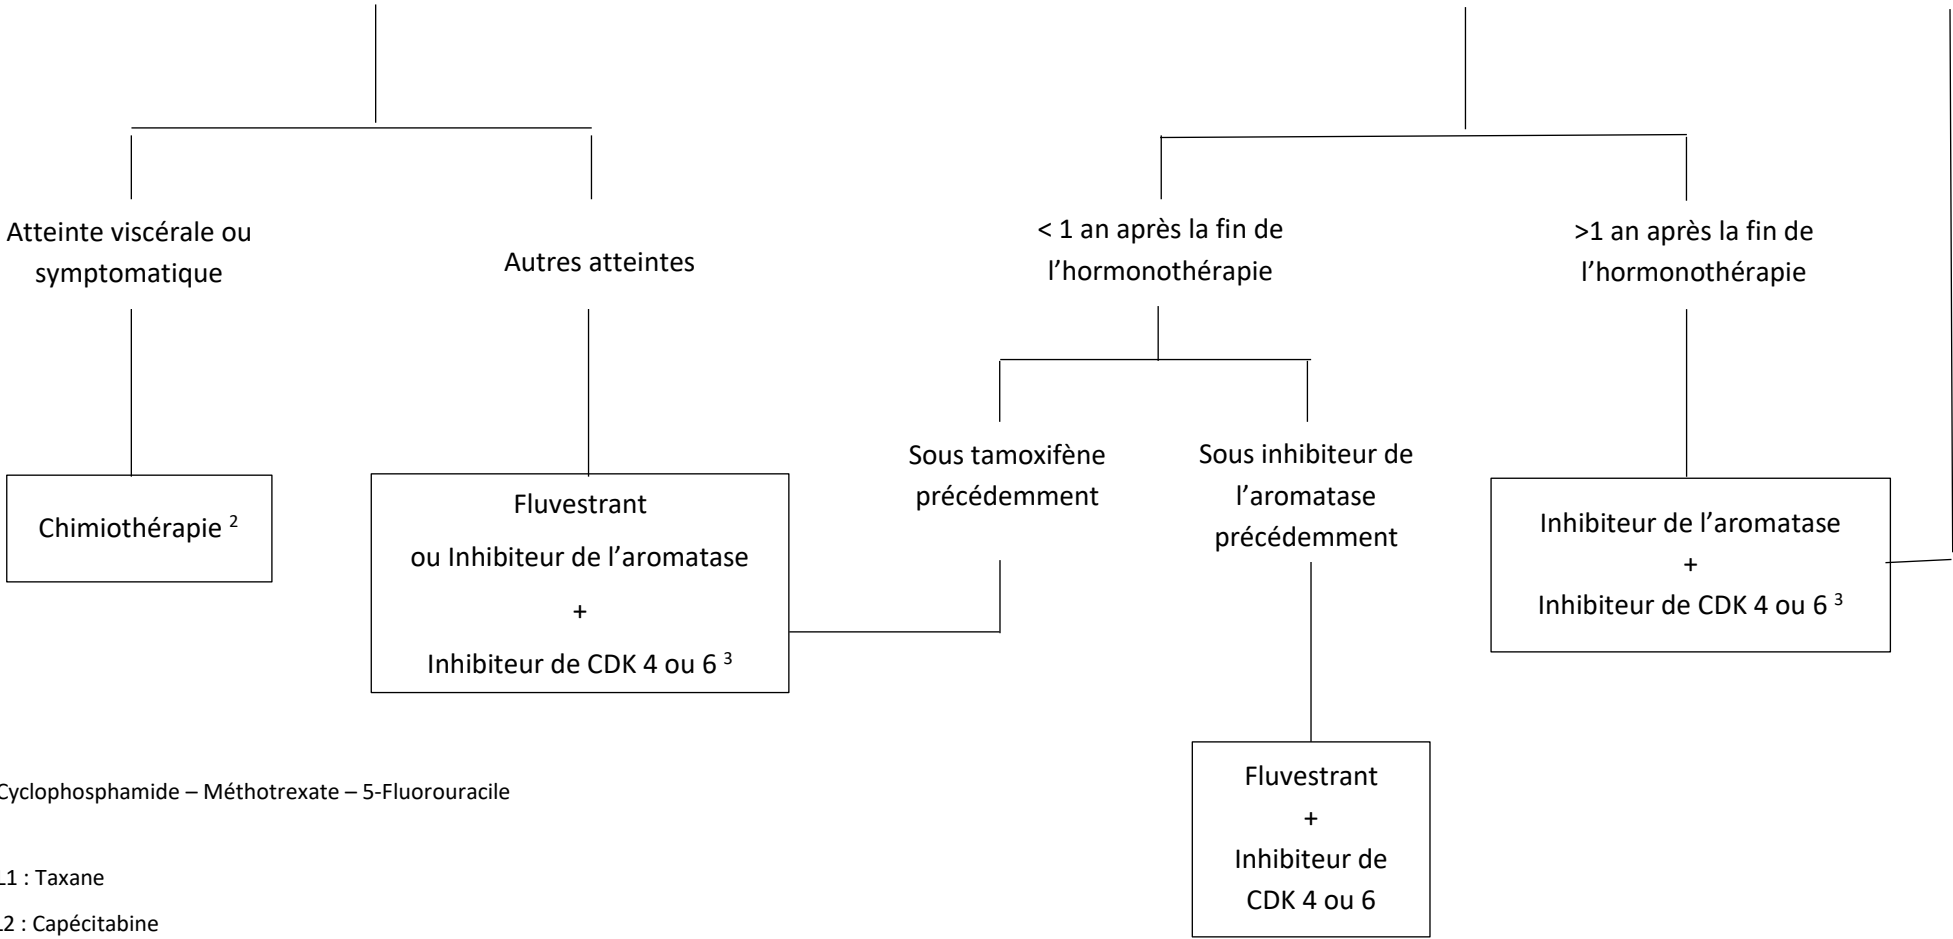 Atteinte viscérale ou
symptomatique
Autres atteintes
< 1 an après la fin de
l’hormonothérapie
>1 an après la fin de
l’hormonothérapie
Sous tamoxifène
précédemment
Sous inhibiteur de
l’aromatase
précédemment
Chimiothérapie ²
Fluvestrant
ou Inhibiteur de l’aromatase
+
Inhibiteur de CDK 4 ou 6 ³
Inhibiteur de l’aromatase
+
Inhibiteur de CDK 4 ou 6 ³
Fluvestrant
+
Inhibiteur de
CDK 4 ou 6
Cyclophosphamide – Méthotrexate – 5-Fluorouracile
L1 : Taxane
L2 : Capécitabine